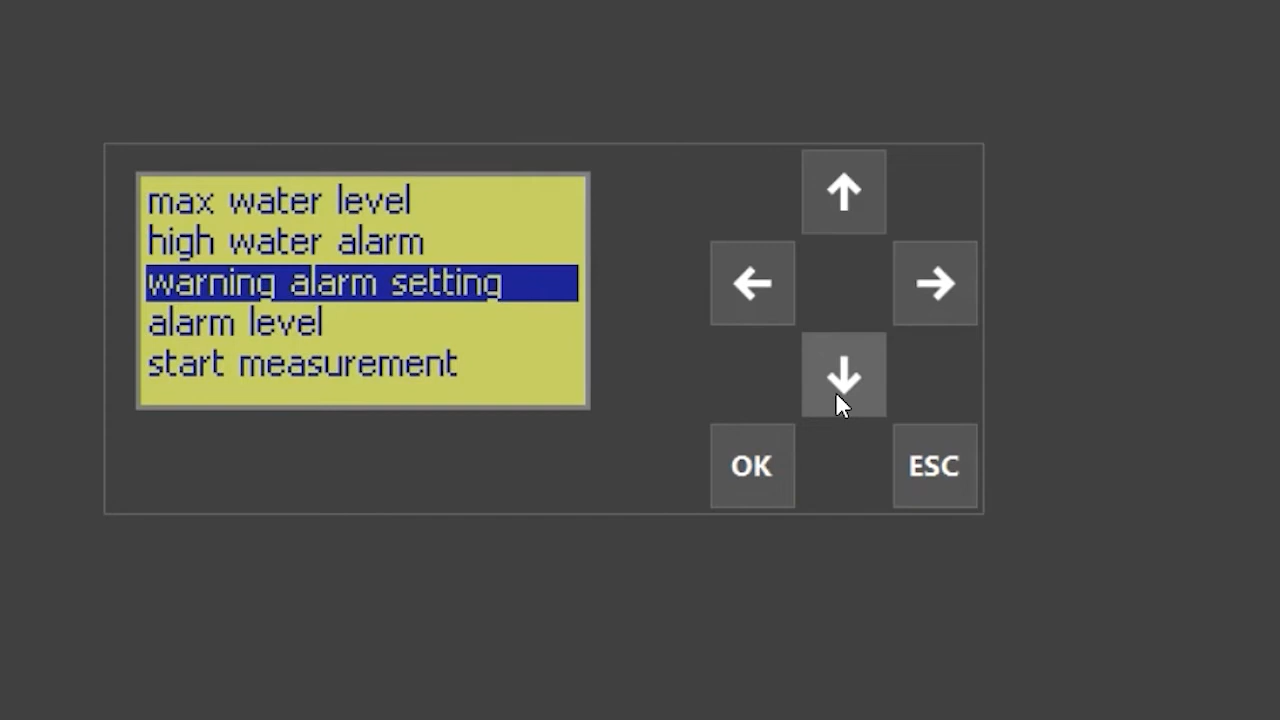 max water level
high water alarm
warning alarm setting
alarm level
start measurement
OK
ESC